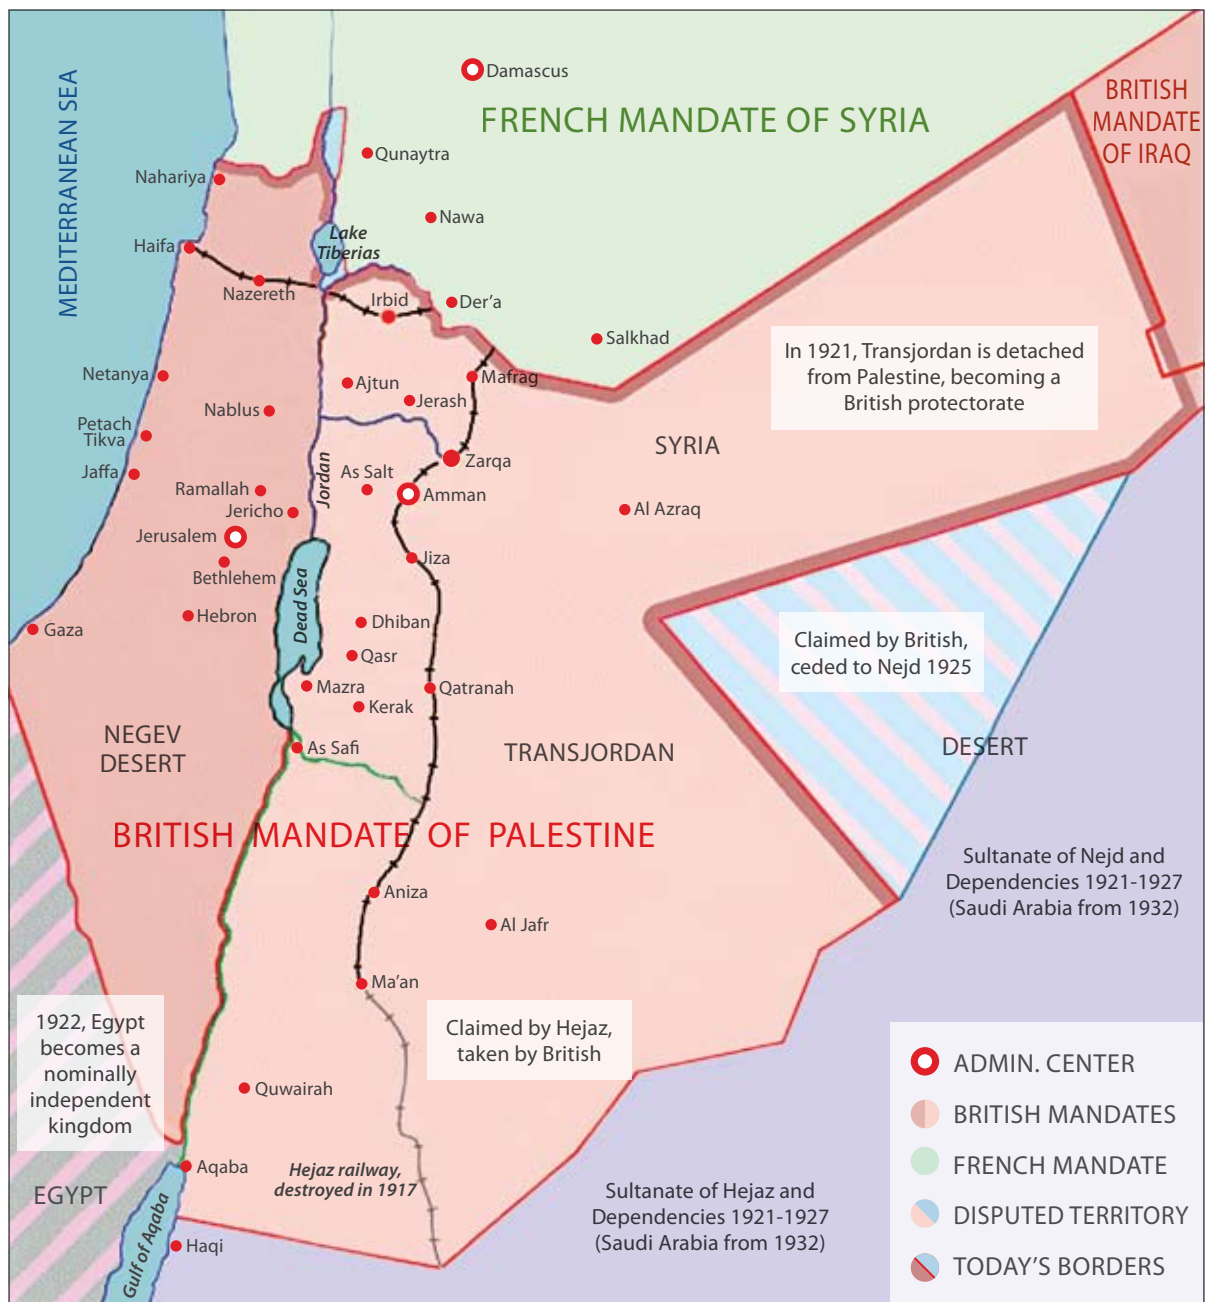 Damascus
FRENCH MANDATE OF SYRIA
BRITISH
MANDATE
OF IRAQ
MEDITERRANEAN SEA
Qunaytra
Nahariya
Nawa
Lake
Tiberias
Haifa
Nazereth
Irbid
Der'a
Salkhad
In 1921, Transjordan is detached
from Palestine, becoming a
British protectorate
Netanya
Ajtun
Mafrag
Jerash
Nablus
Petach
Tikva
SYRIA
Jaffa
As Salt
Zarqa
Jordan
Ramallah
Amman
Jericho
Al Azraq
Jerusalem
Jiza
Bethlehem
Dead Sea
Hebron
Gaza
Dhiban
Claimed by British,
ceded to Nejd 1925
Qasr
Mazra
Qatranah
Kerak
NEGEV
DESERT
As Safi
TRANSJORDAN
DESERT
BRITISH MANDATE OF PALESTINE
Sultanate of Nejd and
Dependencies 1921-1927
(Saudi Arabia from 1932)
Aniza
Al Jafr
Ma'an
1922, Egypt
becomes a
nominally
independent
kingdom
Claimed by Hejaz,
taken by British
Quwairah
Aqaba
Hejaz railway,
destroyed in 1917
EGYPT
Sultanate of Hejaz and
Dependencies 1921-1927
(Saudi Arabia from 1932)
Gulf of Aqaba
Haqi
ADMIN. CENTER
BRITISH MANDATES
FRENCH MANDATE
DISPUTED TERRITORY
TODAY'S BORDERS